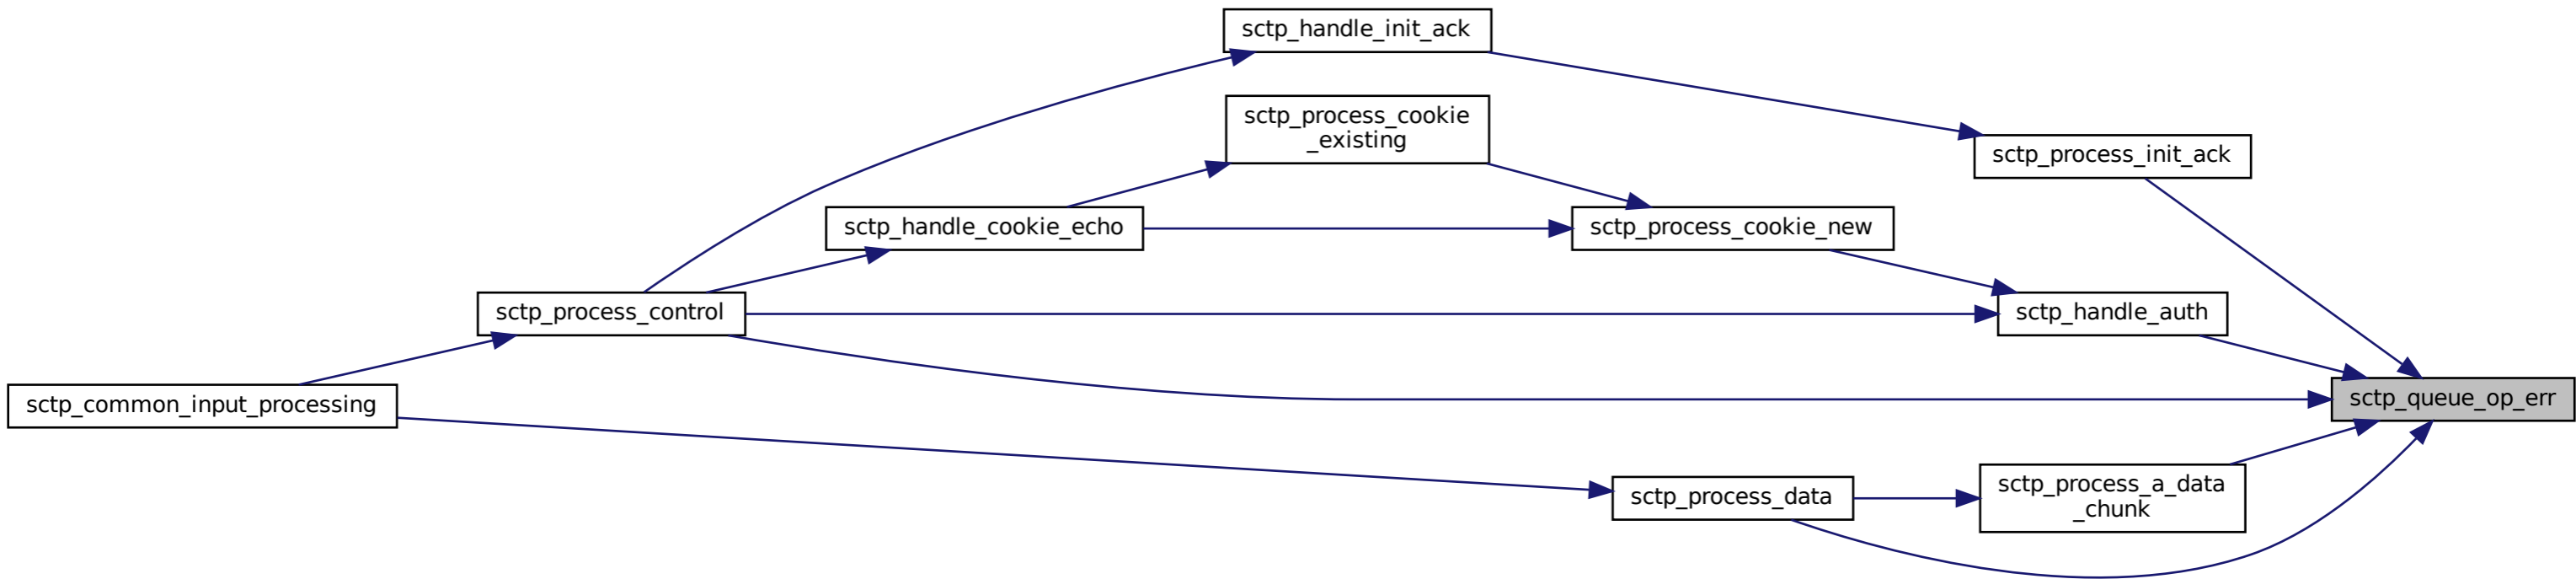 sctp_handle_init_ack
sctp_process_cookie
_existing
sctp_process_init_ack
sctp_handle_cookie_echo
sctp_process_cookie_new
sctp_process_control
sctp_handle_auth
sctp_common_input_processing
sctp_queue_op_err
sctp_process_data
sctp_process_a_data
_chunk